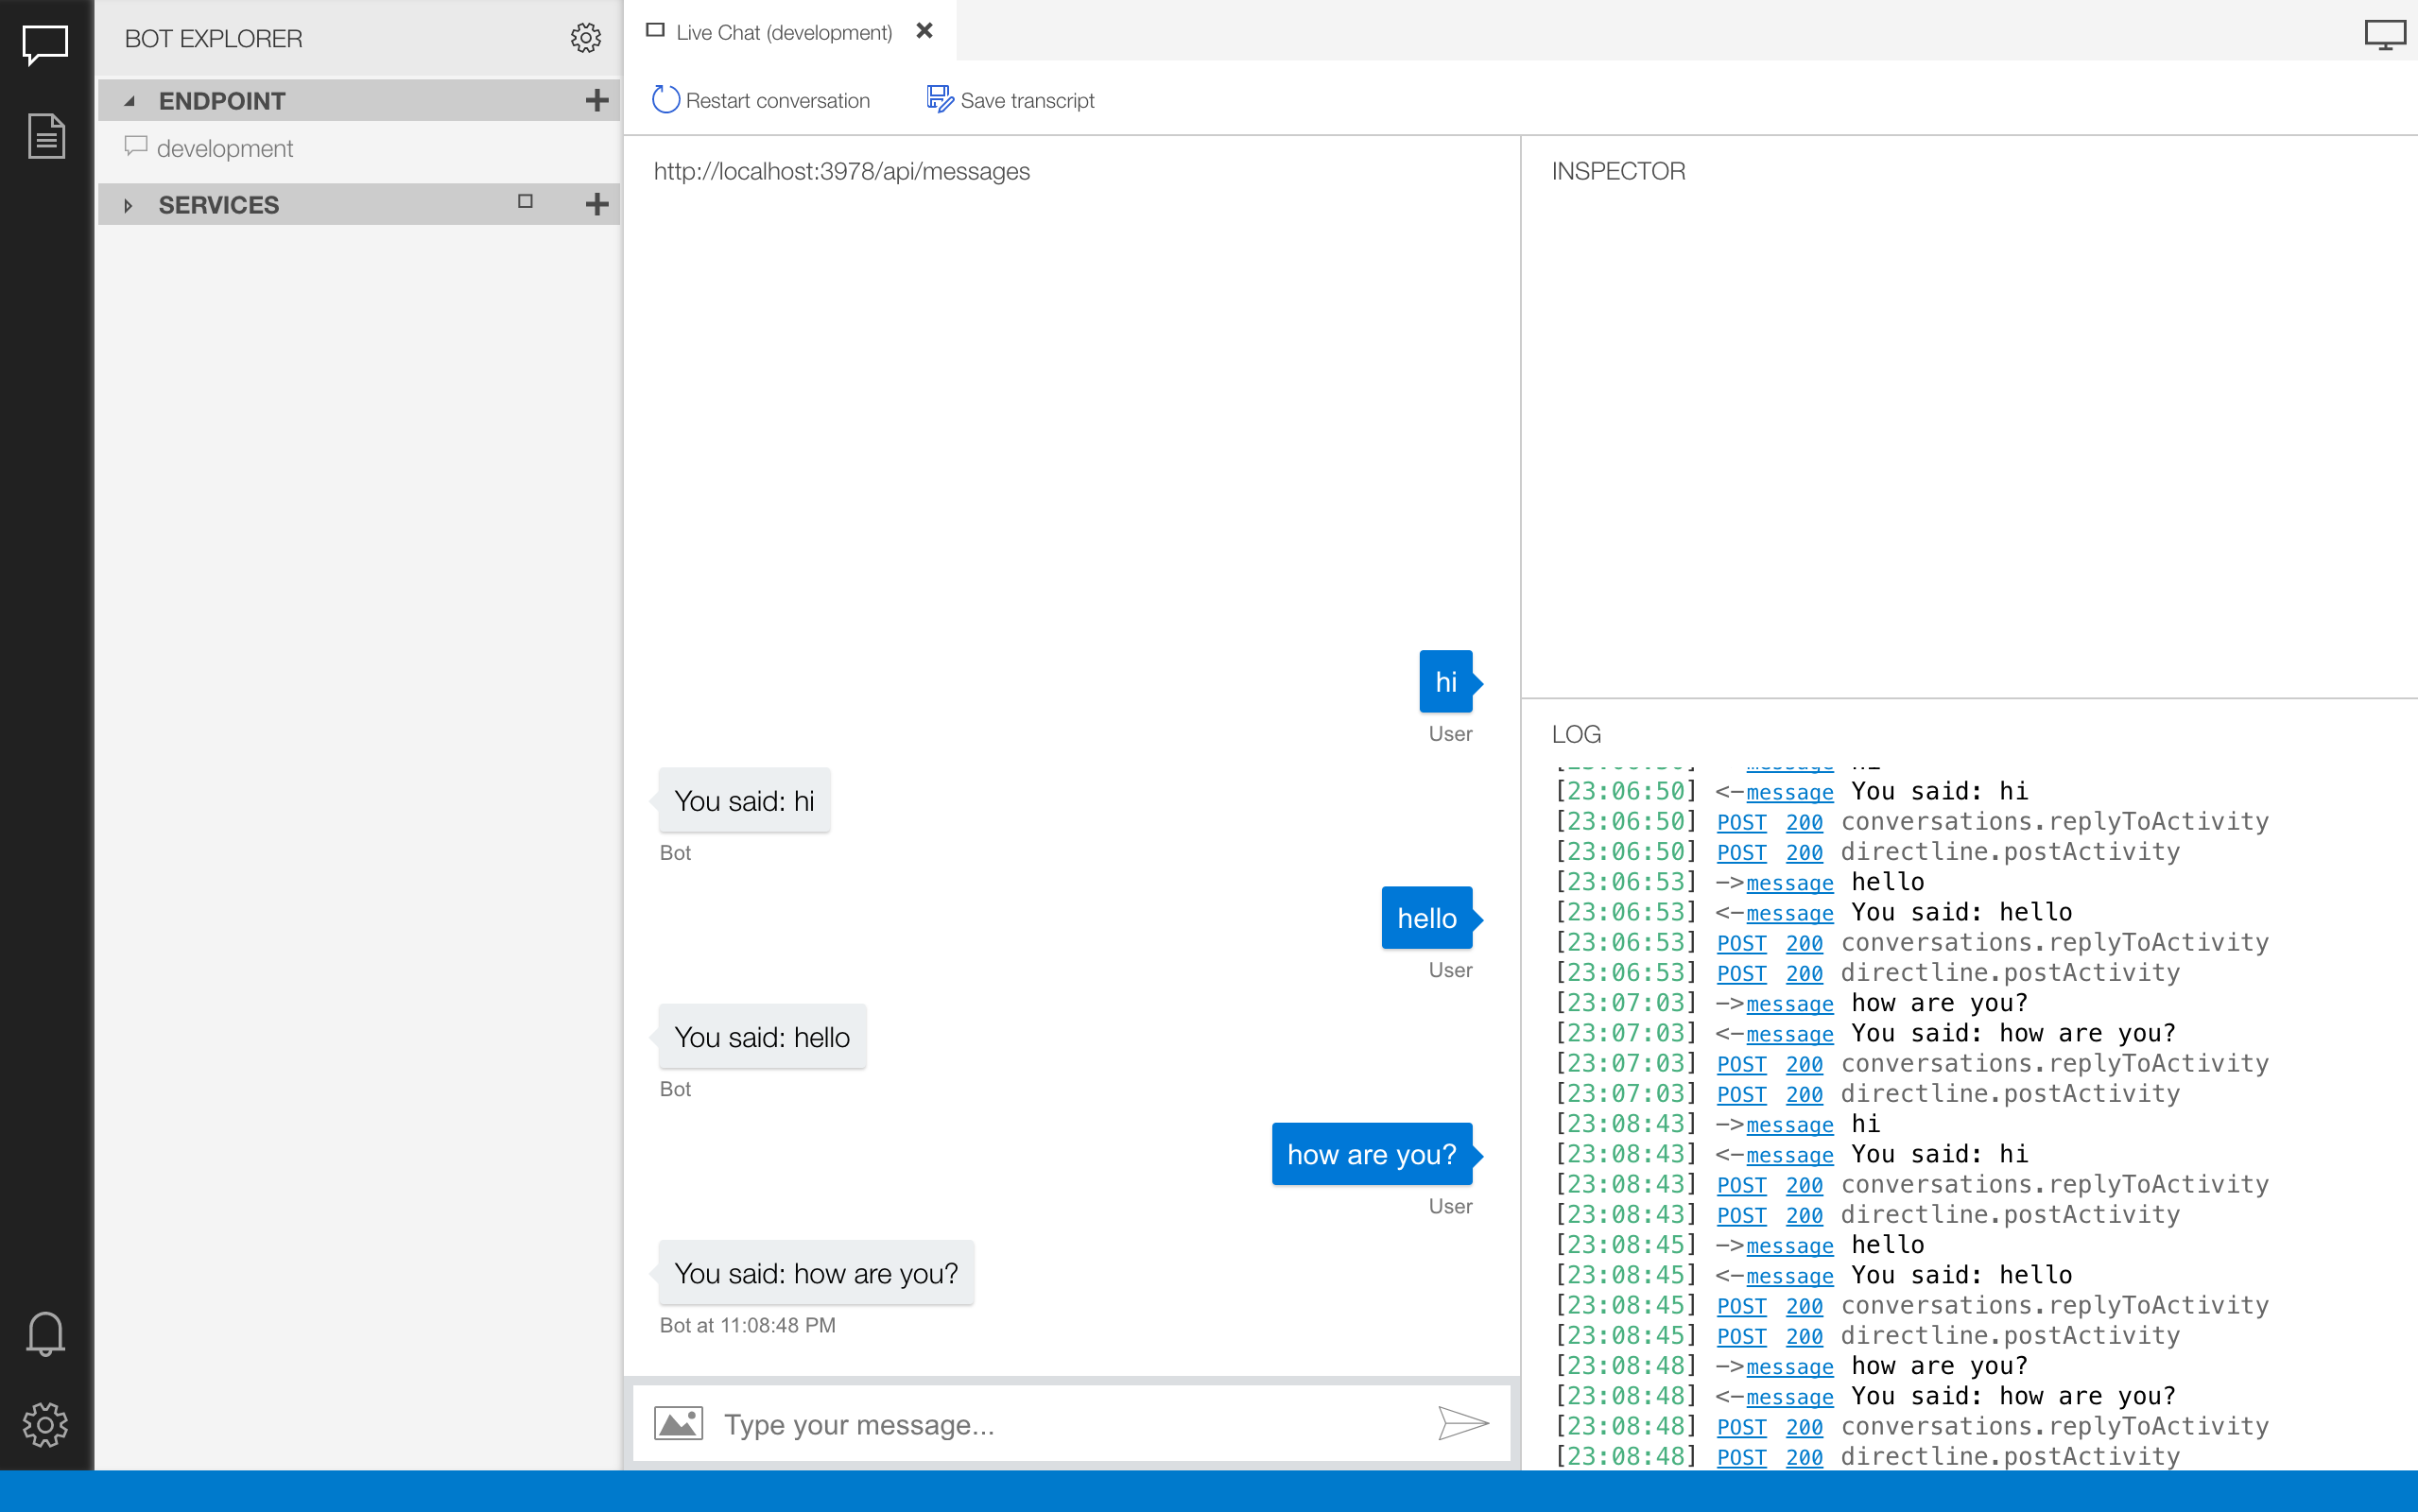 BOT EXPLORER
ENDPOINT
development
SERVICES
Live Chat (development)
Restart conversation
Save transcript
http://localhost:3978/api/messages
hi
User
You said: hi
Bot
hello
User
You said: hello
Bot
how are you?
User
You said: how are you?
Bot at 11:08:48 PM
Type your message...
INSPECTOR
LOG
[23:06:50] <-message You said: hi
[23:06:50] POST 200 conversations.replyToActivity
[23:06:50] POST 200 directline.postActivity
[23:06:53] ->message hello
[23:06:53] <-message You said: hello
[23:06:53] POST 200 conversations.replyToActivity
[23:06:53] POST 200 directline.postActivity
[23:07:03] ->message how are you?
[23:07:03] <-message You said: how are you?
[23:07:03] POST 200 conversations.replyToActivity
[23:07:03] POST 200 directline.postActivity
[23:08:43] ->message hi
[23:08:43] <-message You said: hi
[23:08:43] POST 200 conversations.replyToActivity
[23:08:43] POST 200 directline.postActivity
[23:08:45] ->message hello
[23:08:45] <-message You said: hello
[23:08:45] POST 200 conversations.replyToActivity
[23:08:45] POST 200 directline.postActivity
[23:08:48] ->message how are you?
[23:08:48] <-message You said: how are you?
[23:08:48] POST 200 conversations.replyToActivity
[23:08:48] POST 200 directline.postActivity